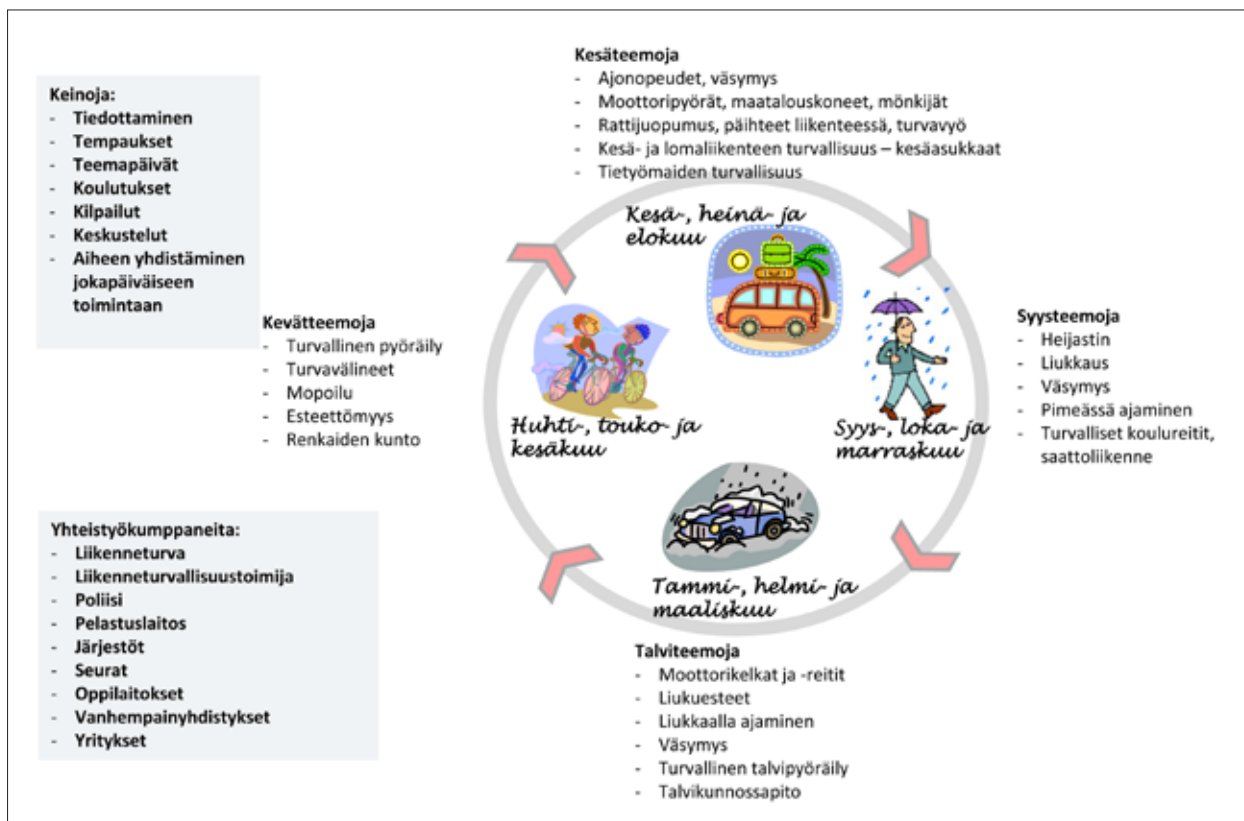 Keinoja:
- Tiedottaminen
- Tempaukset
- Teemapäivät
- Koulutukset
- Kilpailut
- Keskustelut
- Aiheen yhdistäminen
jokapäiväiseen
toimintaan
Kesäteemoja
- Ajonopeudet, väsymys
- Moottoripyörät, maatalouskoneet, mönkijät
- Rattijuopumus, päihteet liikenteessä, turvavyö
- Kesä- ja lomaliikenteen turvallisuus – kesäasukkaat
- Tietyömaiden turvallisuus
Kesä-, heinä- ja
elokuu
Kevätteemoja
- Turvallinen pyöräily
- Turvavälineet
- Mopoilu
- Esteettömyys
- Renkaiden kunto
Huhti-, touko- ja
kesäkuu
Syys-, loka- ja
marraskuu
Syysteemoja
- Heijastin
- Liukkaus
- Väsymys
- Pimeässä ajaminen
- Turvalliset koulureitit,
saattoliikenne
Tammi-, helmi- ja
maaliskuu
Yhteistyökumppaneita:
- Liikenneturva
- Liikenneturvallisuustoimija
- Poliisi
- Pelastuslaitos
- Järjestöt
- Seurat
- Oppilaitokset
- Vanhempainyhdistykset
- Yritykset
Talviteemoja
- Moottorikelkat ja -reitit
- Liukuesteet
- Liukkaalla ajaminen
- Väsymys
- Turvallinen talvipyöräily
- Talvikunnossapito